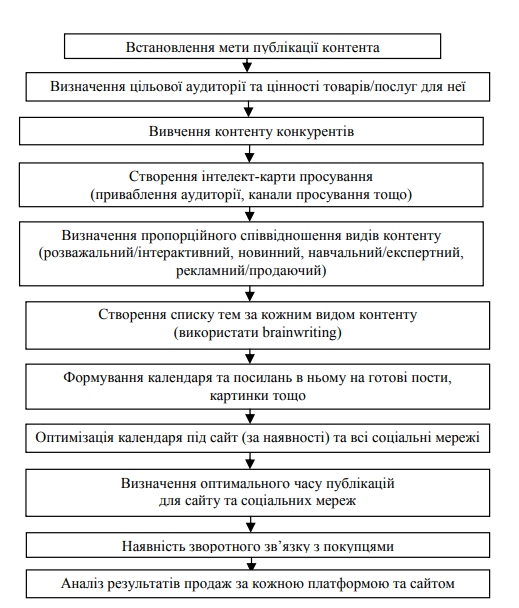 Встановлення мети публікації контента
Визначення цільової аудиторії та цінності товарів/послуг для неї
Вивчення контенту конкурентів
Створення інтелект-карти просування
(приваблення аудиторії, канали просування тощо)
Визначення пропорційного співвідношення видів контенту
(розважальний/інтерактивний, новинний, навчальний/експертний,
рекламний/продаючий)
Створення списку тем за кожним видом контенту
(використати brainwriting)
Формування календаря та посилань в ньому на готові пости,
картинки тощо
Оптимізація календаря під сайт (за наявності) та всі соціальні мережі
Визначення оптимального часу публікацій
для сайту та соціальних мереж
Наявність зворотного зв’язку з покупцями
Аналіз результатів продаж за кожною платформою та сайтом